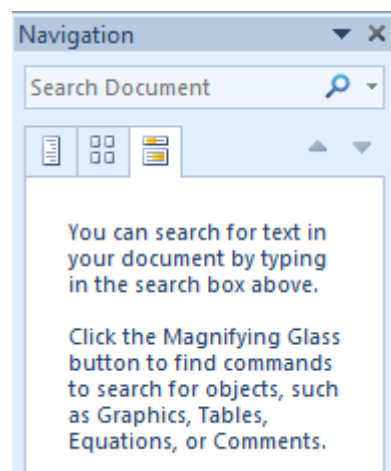 Navigation
Search Document
You can search for text in
your document by typing
in the search box above.
Click the Magnifying Glass
button to find commands
to search for objects, such
as Graphics, Tables,
Equations, or Comments.